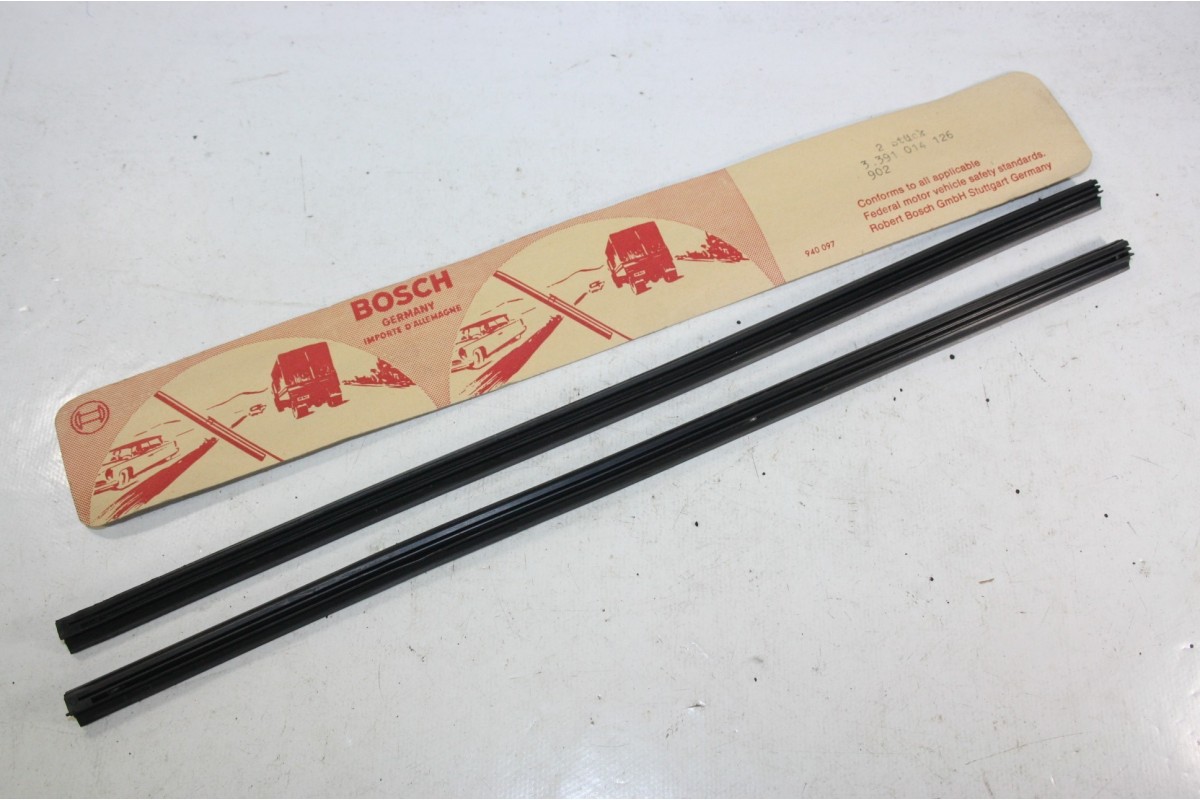 BOSCH
GERMANY
IMPORTE D'ALLEMAGNE
2 Stück
3 391 014 126
902
Conforms to all applicable
Federal motor vehicle safety standards.
Robert Bosch GmbH Stuttgart Germany
940 097